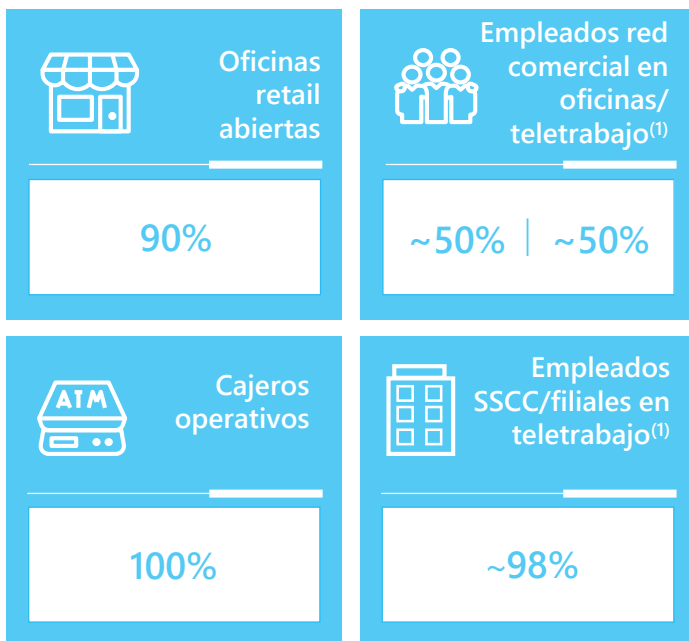 Oficinas
retail
abiertas
90%
Empleados red
comercial en
oficinas/
teletrabajo(1)
~50% | ~50%
ATM
Cajeros
operativos
100%
Empleados
SSCC/filiales en
teletrabajo(1)
~98%